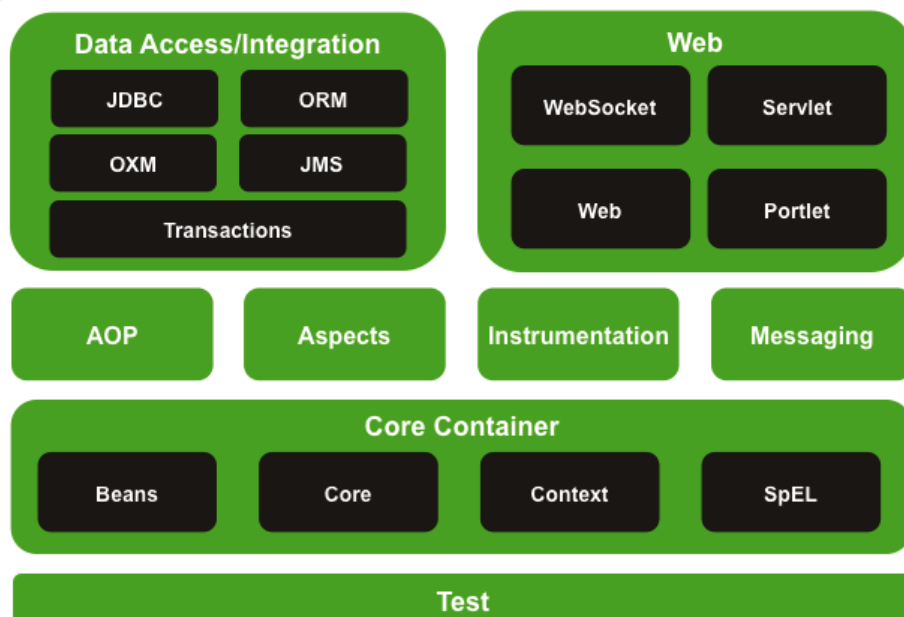 Data Access/Integration
JDBC
ORM
OXM
JMS
Transactions
Web
WebSocket
Servlet
Web
Portlet
AOP
Aspects
Instrumentation
Messaging
Core Container
Beans
Core
Context
SpEL
Test